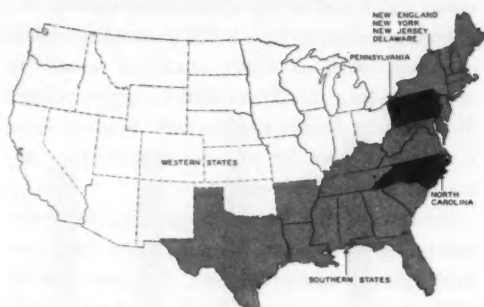 NEW ENGLAND
NEW YORK
NEW JERSEY
DELAWARE
PENNSYLVANIA
WESTERN STATES
NORTH
CAROLINA
SOUTHERN STATES